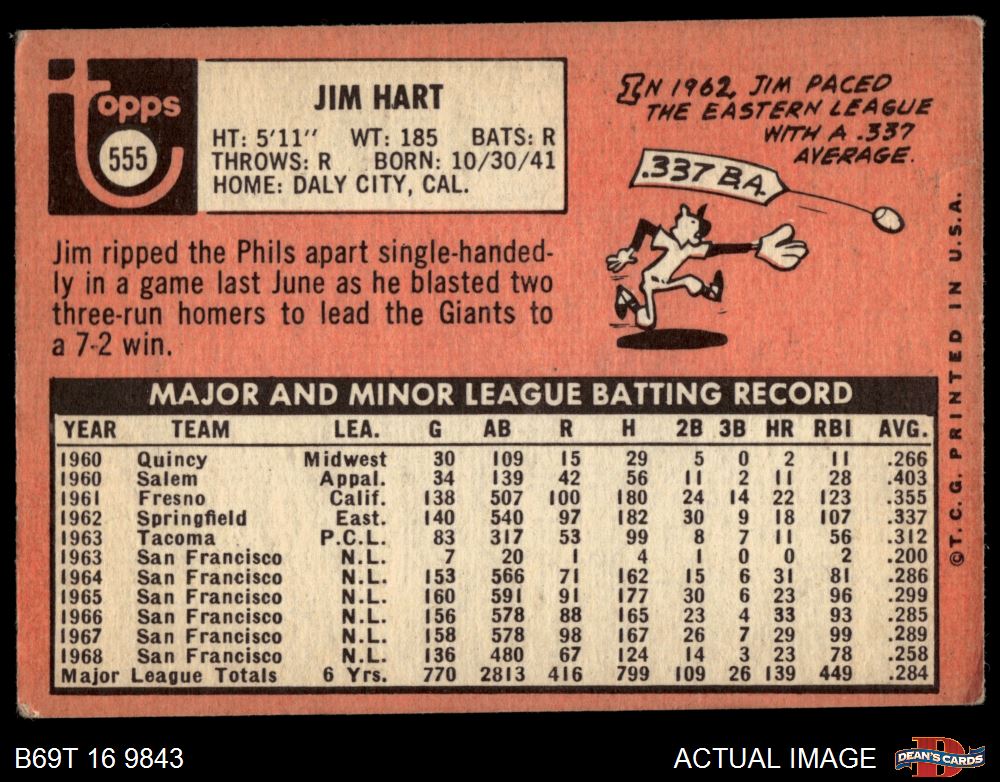 Topps
555
JIM HART
HT: 5'11" WT: 185 BATS: R
THROWS: R BORN: 10/30/41
HOME: DALY CITY, CAL.
IN 1962, JIM PACED
THE EASTERN LEAGUE
WITH A .337
AVERAGE.
.337 B.A.
Jim ripped the Phils apart single-handed-
ly in a game last June as he blasted two
three-run homers to lead the Giants to
a 7-2 win.
MAJOR AND MINOR LEAGUE BATTING RECORD
YEAR TEAM LEA. G AB R H 2B 3B HR RBI AVG.
1960 Quincy Midwest 30 109 15 29 5 0 2 11 .266
1960 Salem Appal. 34 139 42 56 11 2 11 28 .403
1961 Fresno Calif. 138 507 100 180 24 14 22 123 .355
1962 Springfield East. 140 540 97 182 30 9 18 107 .337
1963 Tacoma P.C.L. 83 317 53 99 8 7 11 56 .312
1963 San Francisco N.L. 7 20 1 4 1 0 0 2 .200
1964 San Francisco N.L. 153 566 71 162 15 6 31 81 .286
1965 San Francisco N.L. 160 591 91 177 30 6 23 96 .299
1966 San Francisco N.L. 156 578 88 165 23 4 33 93 .285
1967 San Francisco N.L. 158 578 98 167 26 7 29 99 .289
1968 San Francisco N.L. 136 480 67 124 14 3 23 78 .258
Major League Totals 6 Yrs. 770 2813 416 799 109 26 139 449 .284
© T.C.G. PRINTED IN U.S.A.
B69T 16 9843
ACTUAL IMAGE
D
DEAN'S CARDS